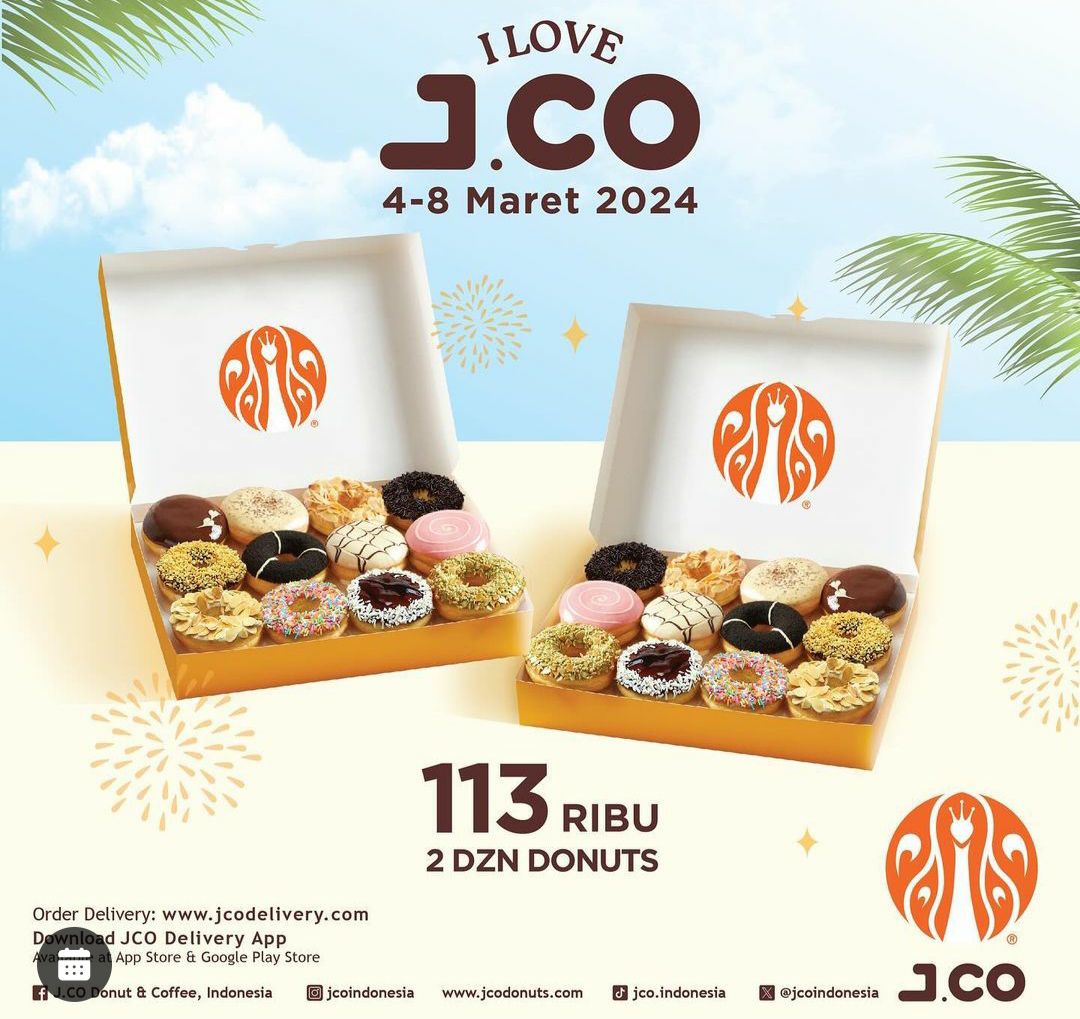 I LOVE
J.CO
4-8 Maret 2024
113 RIBU
2 DZN DONUTS
Order Delivery: www.jcodelivery.com
Download JCO Delivery App
Available at App Store & Google Play Store
J.CO Donut & Coffee, Indonesia
jcoindonesia
www.jcodonuts.com
jco.indonesia
@jcoindonesia
J.CO